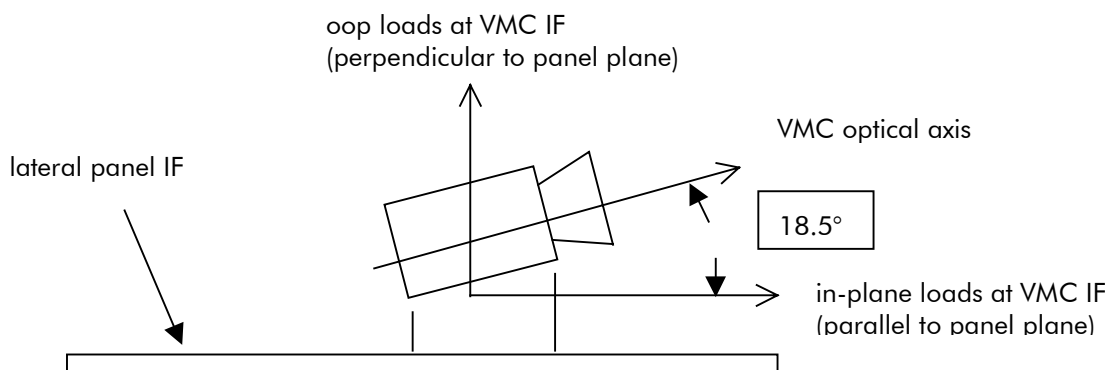 oop loads at VMC IF
(perpendicular to panel plane)
VMC optical axis
lateral panel IF
18.5°
in-plane loads at VMC IF
(parallel to panel plane)